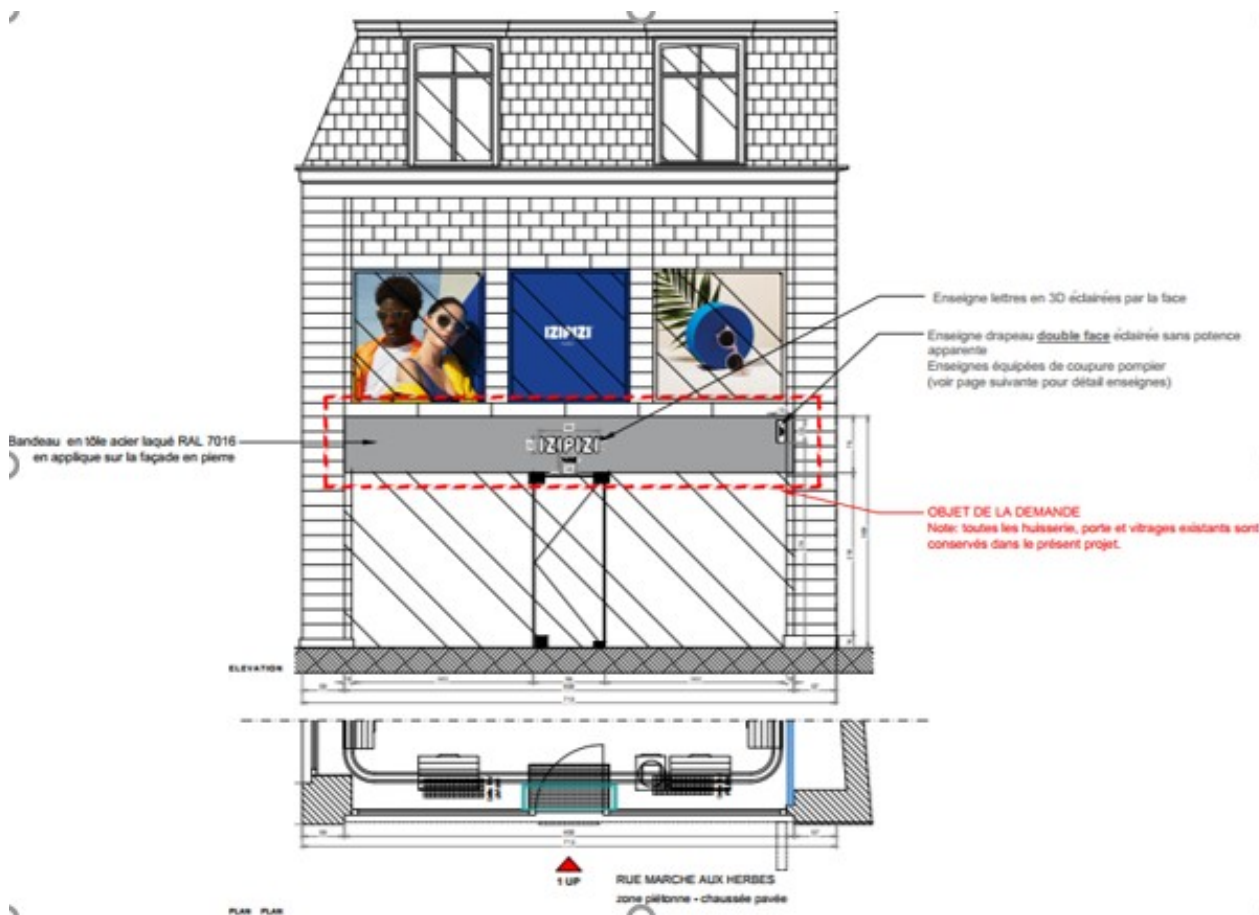 IZIPIZI
Enseigne lettres en 3D éclairées par la face
Enseigne drapeau double face éclairée sans potence
apparente
Enseignes équipées de coupure pompier
(voir page suivante pour détail enseignes)
Bandeau en tôle acier laqué RAL 7016
en applique sur la façade en pierre
IZIPIZI
OBJET DE LA DEMANDE
Note: toutes les huisserie, porte et vitrages existants sont
conservés dans le présent projet.
ELEVATION
1 UP
RUE MARCHE AUX HERBES
zone piétonne - chaussée pavée
PLAN PLAN